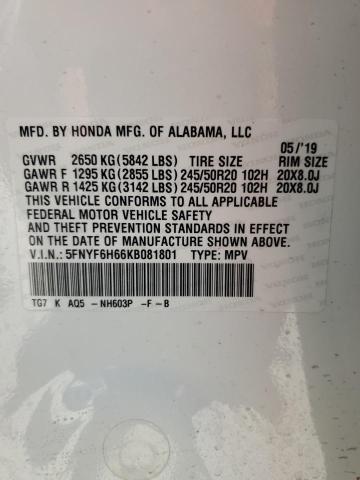 MFD. BY HONDA MFG. OF ALABAMA, LLC
05/'19
GVWR 2650 KG(5842 LBS) TIRE SIZE RIM SIZE
GAWR F 1295 KG(2855 LBS) 245/50R20 102H 20X8.0J
GAWR R 1425 KG(3142 LBS) 245/50R20 102H 20X8.0J
THIS VEHICLE CONFORMS TO ALL APPLICABLE
FEDERAL MOTOR VEHICLE SAFETY, BUMPER,
AND THEFT PREVENTION STANDARDS IN EFFECT
ON THE DATE OF MANUFACTURE SHOWN ABOVE.
V.I.N.: 5FNYF6H66KB081801 TYPE: MPV
TG7 K AQ5 -NH603P -F-B